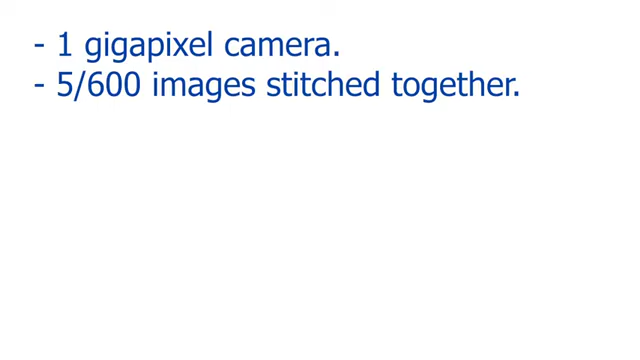 - 1 gigapixel camera.
- 5/600 images stitched together.